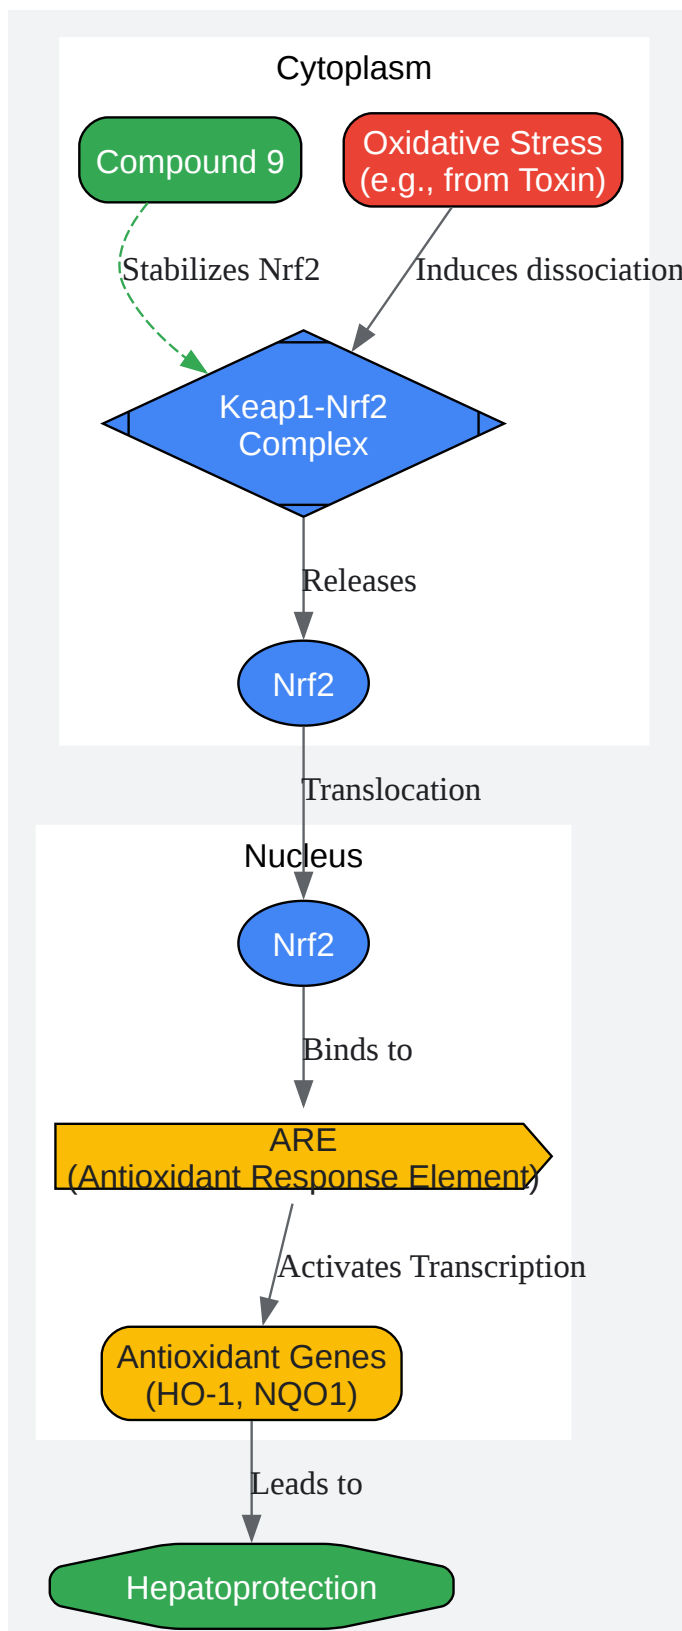 Cytoplasm
Compound 9
Oxidative Stress
(e.g., from Toxin)
Stabilizes Nrf2
Induces dissociation
Keap1-Nrf2
Complex
Releases
Nrf2
Translocation
Nucleus
Nrf2
Binds to
ARE
(Antioxidant Response Element)
Activates Transcription
Antioxidant Genes
(HO-1, NQO1)
Leads to
Hepatoprotection